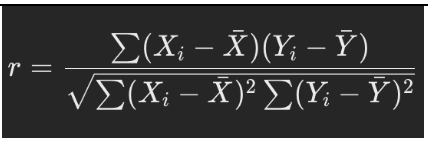 r = \frac{\sum (X_i - \bar{X})(Y_i - \bar{Y})}{\sqrt{\sum (X_i - \bar{X})^2 \sum (Y_i - \bar{Y})^2}}